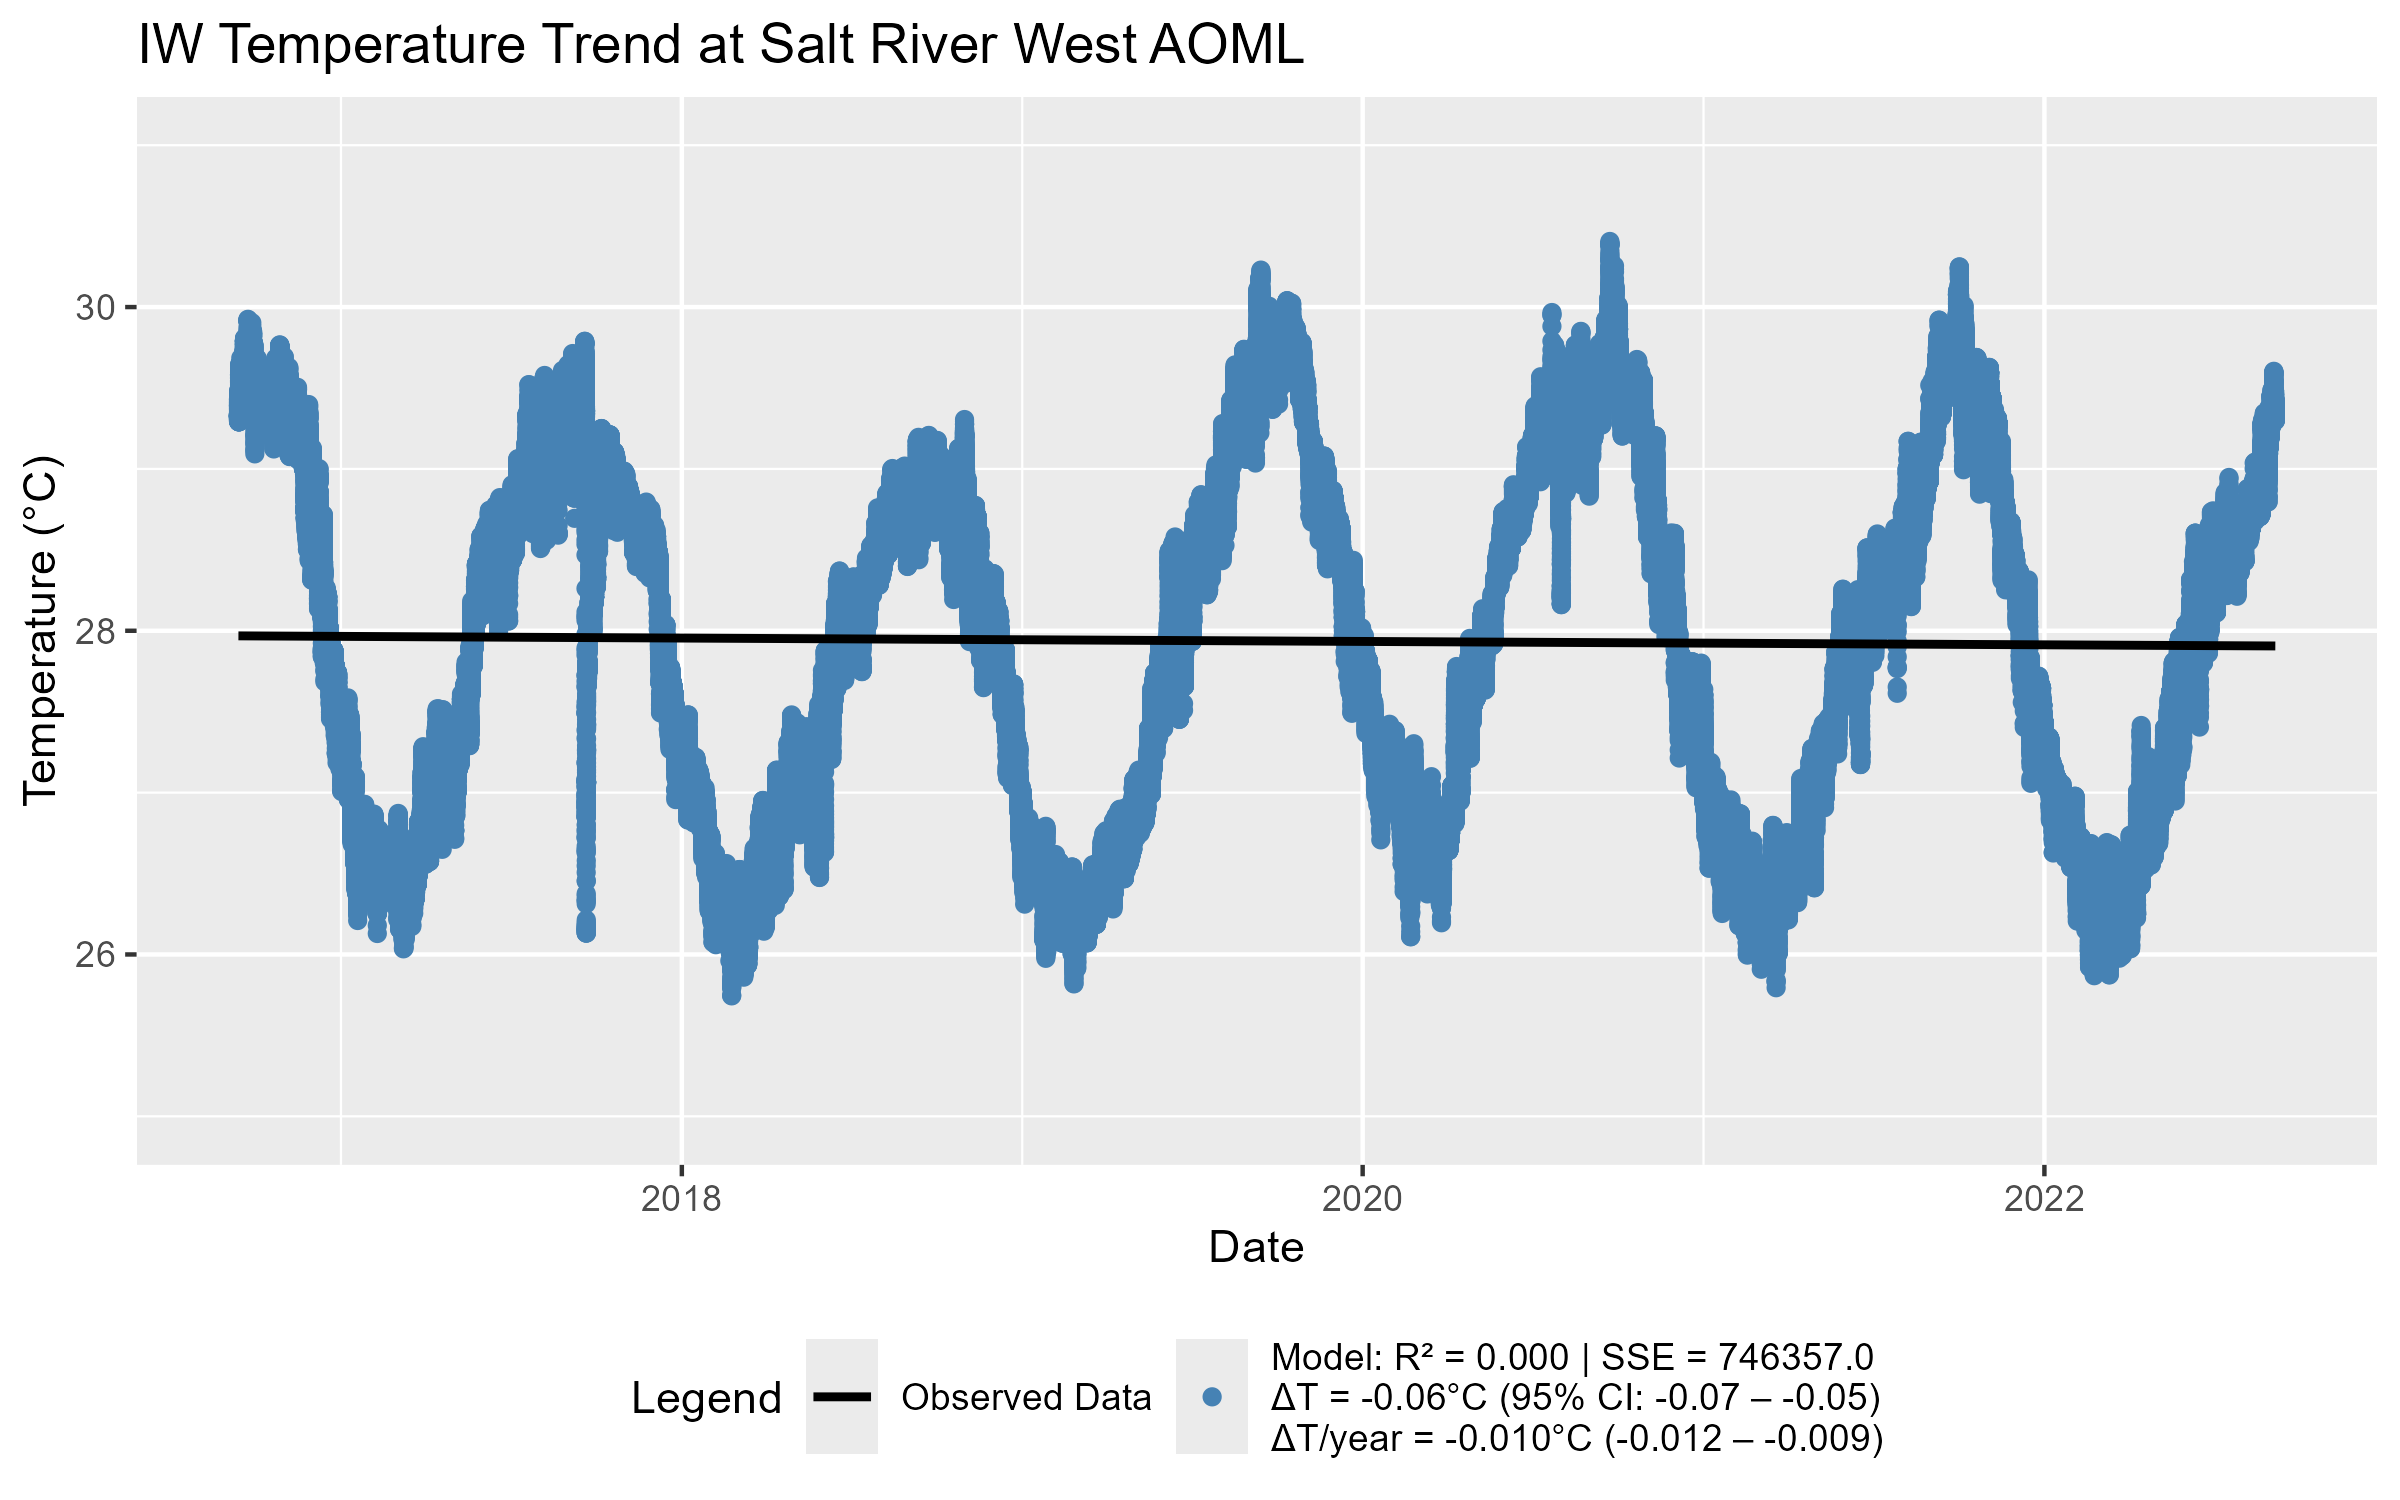 IW Temperature Trend at Salt River West AOML
Temperature (°C)
30
28
26
2018
2020
2022
Date
Legend
Observed Data
Model: R² = 0.000 | SSE = 746357.0
ΔT = -0.06°C (95% CI: -0.07 – -0.05)
ΔT/year = -0.010°C (-0.012 – -0.009)